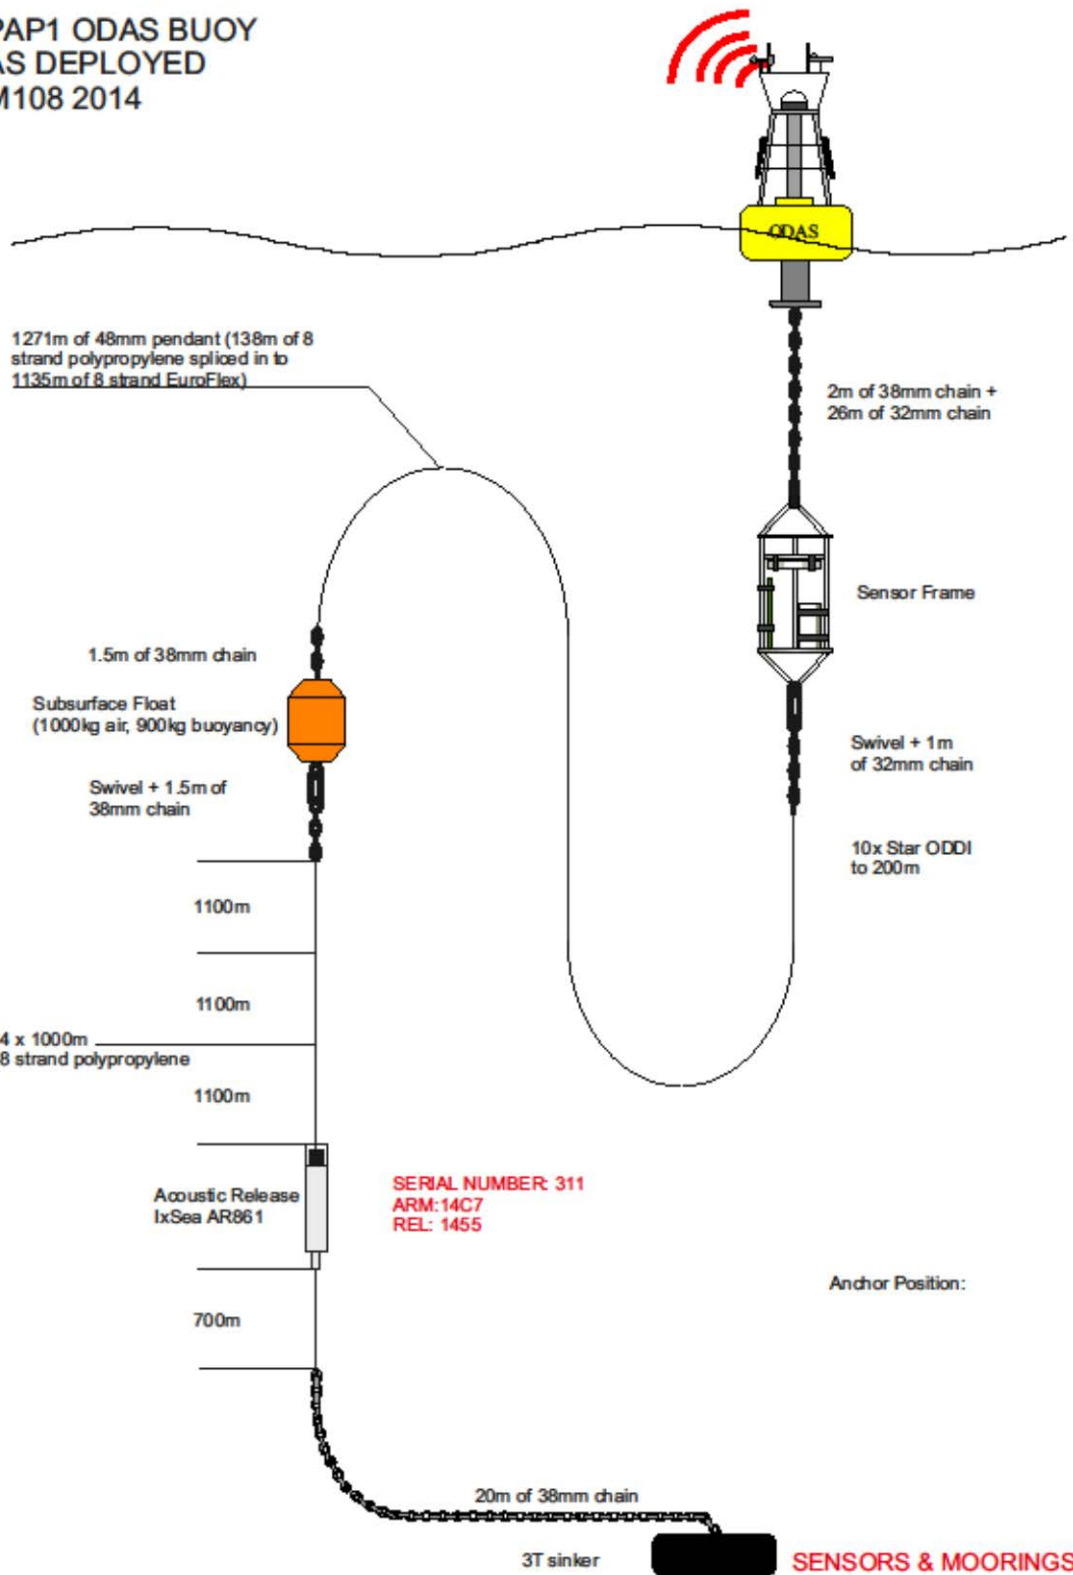 PAP1 ODAS BUOY
AS DEPLOYED
M108 2014
ODAS
1271m of 48mm pendant (138m of 8
strand polypropylene spliced in to
1135m of 8 strand EuroFlex)
2m of 38mm chain +
26m of 32mm chain
Sensor Frame
1.5m of 38mm chain
Subsurface Float
(1000kg air, 900kg buoyancy)
Swivel + 1m
of 32mm chain
Swivel + 1.5m of
38mm chain
10x Star ODDI
to 200m
1100m
1100m
4 x 1000m
8 strand polypropylene
1100m
Acoustic Release
IxSea AR861
SERIAL NUMBER: 311
ARM:14C7
REL: 1455
Anchor Position:
700m
20m of 38mm chain
3T sinker
SENSORS & MOORINGS